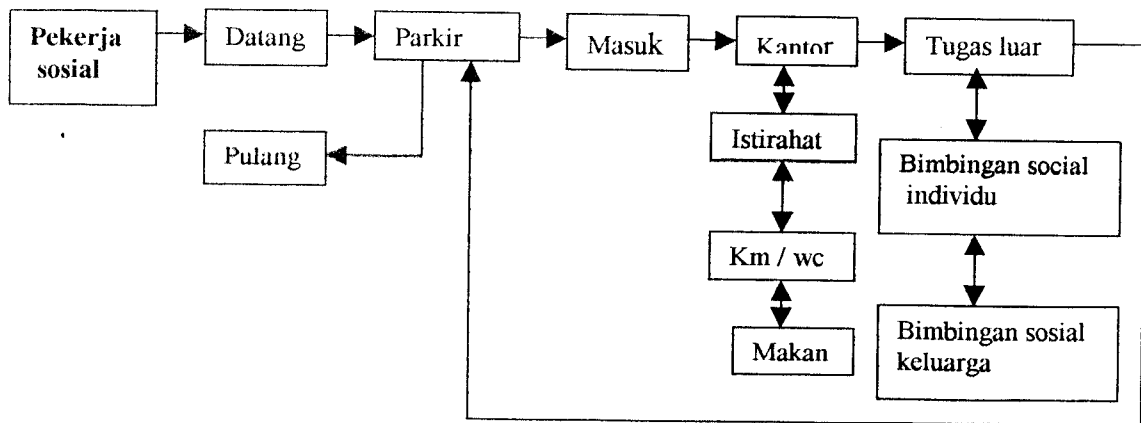 Pekerja
sosial
Datang
Parkir
Masuk
Kantor
Tugas luar
Pulang
Istirahat
Bimbingan social
individu
Km / wc
Makan
Bimbingan sosial
keluarga